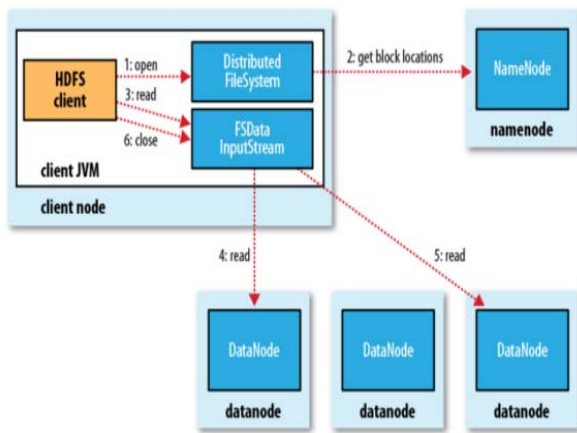 HDFS
client
1: open
3: read
6: close
Distributed
FileSystem
FSData
InputStream
2: get block locations
NameNode
namenode
client JVM
client node
4: read
5: read
DataNode
DataNode
DataNode
datanode
datanode
datanode